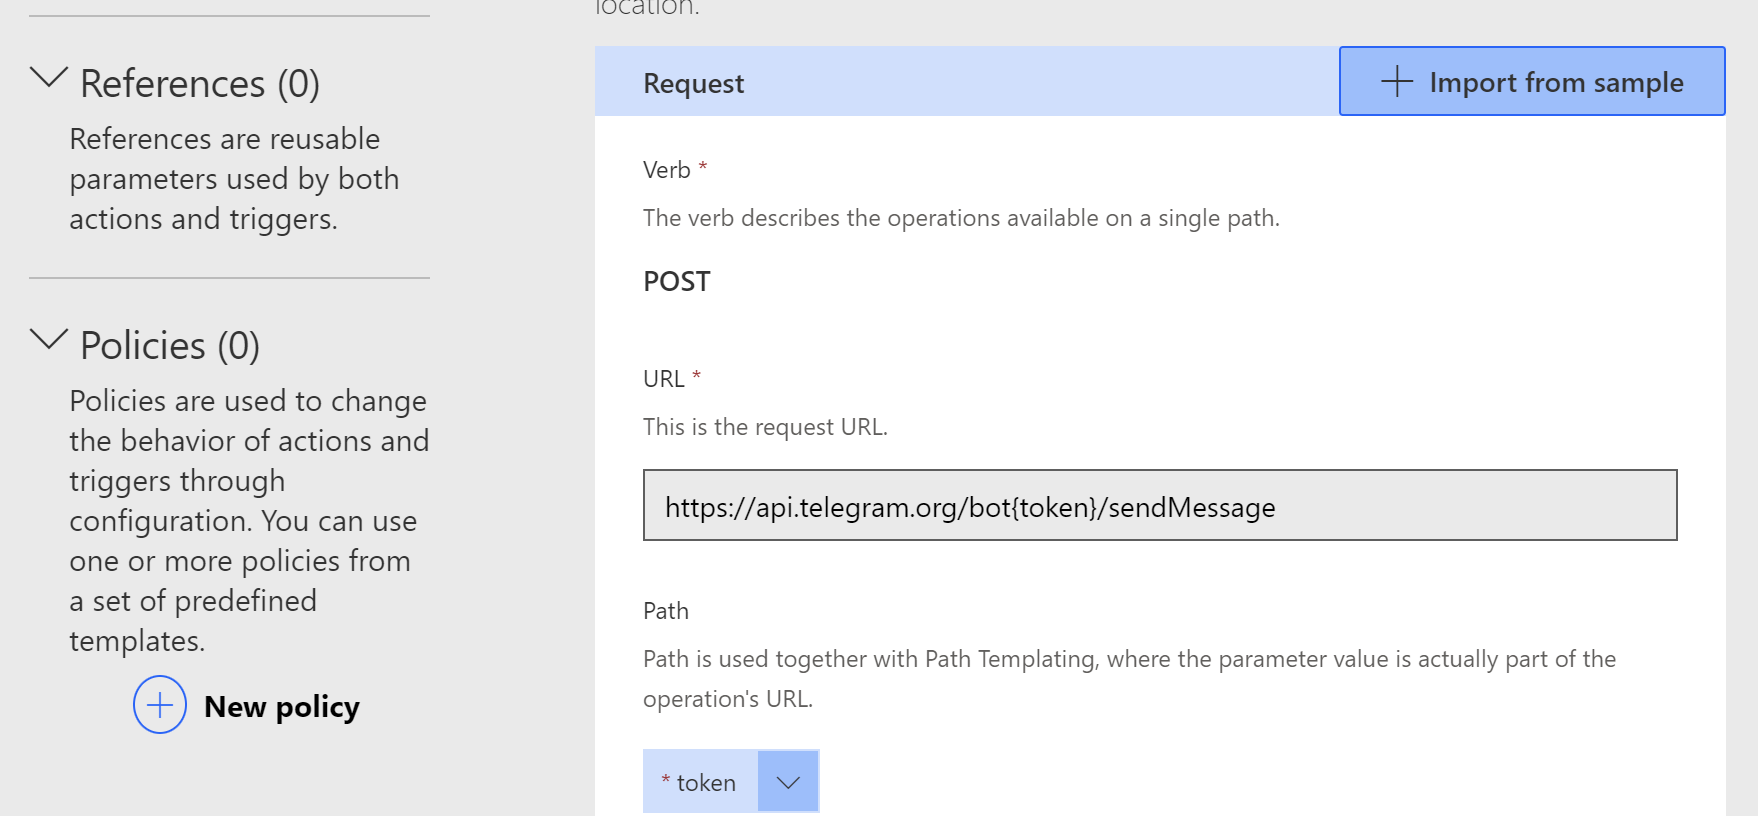 location.
References (0)
References are reusable
parameters used by both
actions and triggers.
Policies (0)
Policies are used to change
the behavior of actions and
triggers through
configuration. You can use
one or more policies from
a set of predefined
templates.
New policy
Request
Import from sample
Verb *
The verb describes the operations available on a single path.
POST
URL *
This is the request URL.
https://api.telegram.org/bot{token}/sendMessage
Path
Path is used together with Path Templating, where the parameter value is actually part of the
operation's URL.
* token